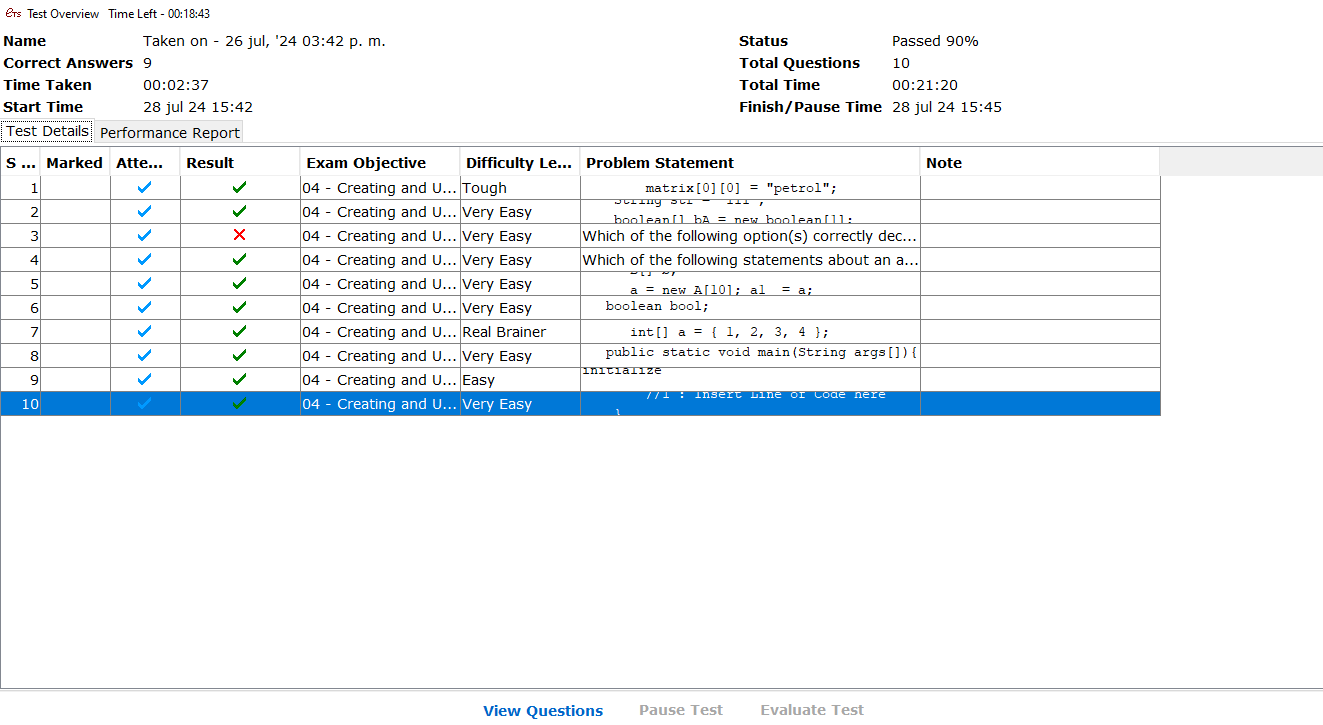 ETS Test Overview Time Left - 00:18:43
Name Taken on - 26 jul, '24 03:42 p. m. Status Passed 90%
Correct Answers 9 Total Questions 10
Time Taken 00:02:37 Total Time 00:21:20
Start Time 28 jul 24 15:42 Finish/Pause Time 28 jul 24 15:45
Test Details Performance Report
S ... Marked Atte... Result Exam Objective Difficulty Le... Problem Statement Note
1 04 - Creating and U... Tough matrix[0][0] = "petrol";
2 04 - Creating and U... Very Easy String str = "111";
boolean[] bA = new boolean[1];
3 04 - Creating and U... Very Easy Which of the following option(s) correctly dec...
4 04 - Creating and U... Very Easy Which of the following statements about an a...
5 04 - Creating and U... Very Easy B[] b;
a = new A[10]; a1 = a;
6 04 - Creating and U... Very Easy boolean bool;
7 04 - Creating and U... Real Brainer int[] a = { 1, 2, 3, 4 };
8 04 - Creating and U... Very Easy public static void main(String args[]){
9 04 - Creating and U... Easy initialize
10 04 - Creating and U... Very Easy //1 : Insert Line of Code here
}
View Questions Pause Test Evaluate Test